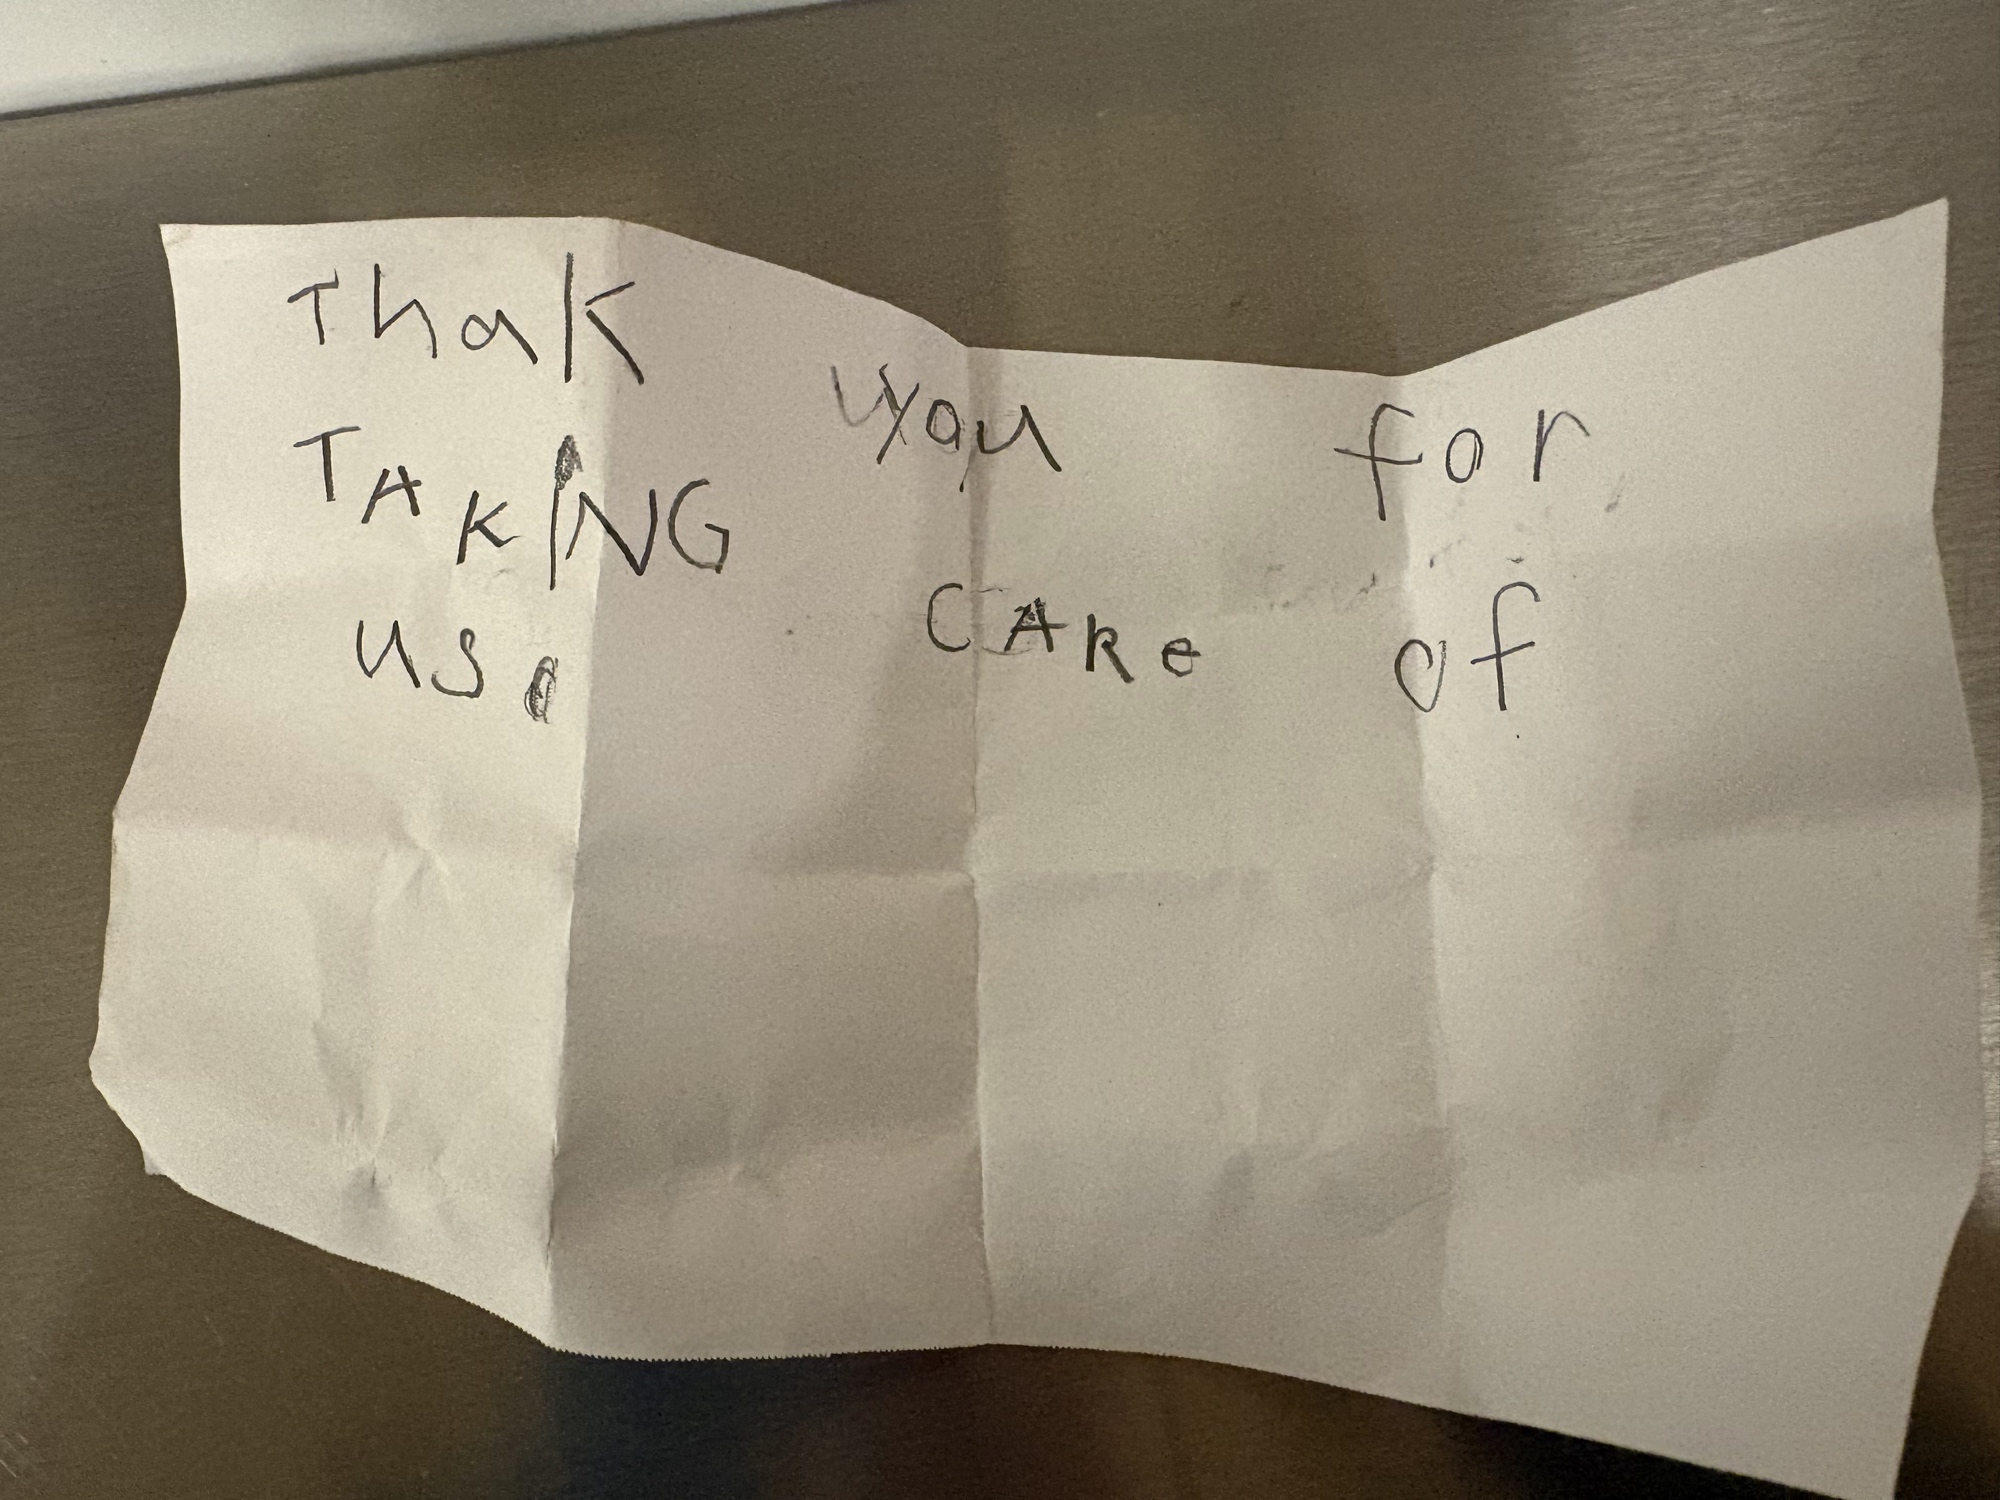 Thak you for
TAKING CARe of
us.